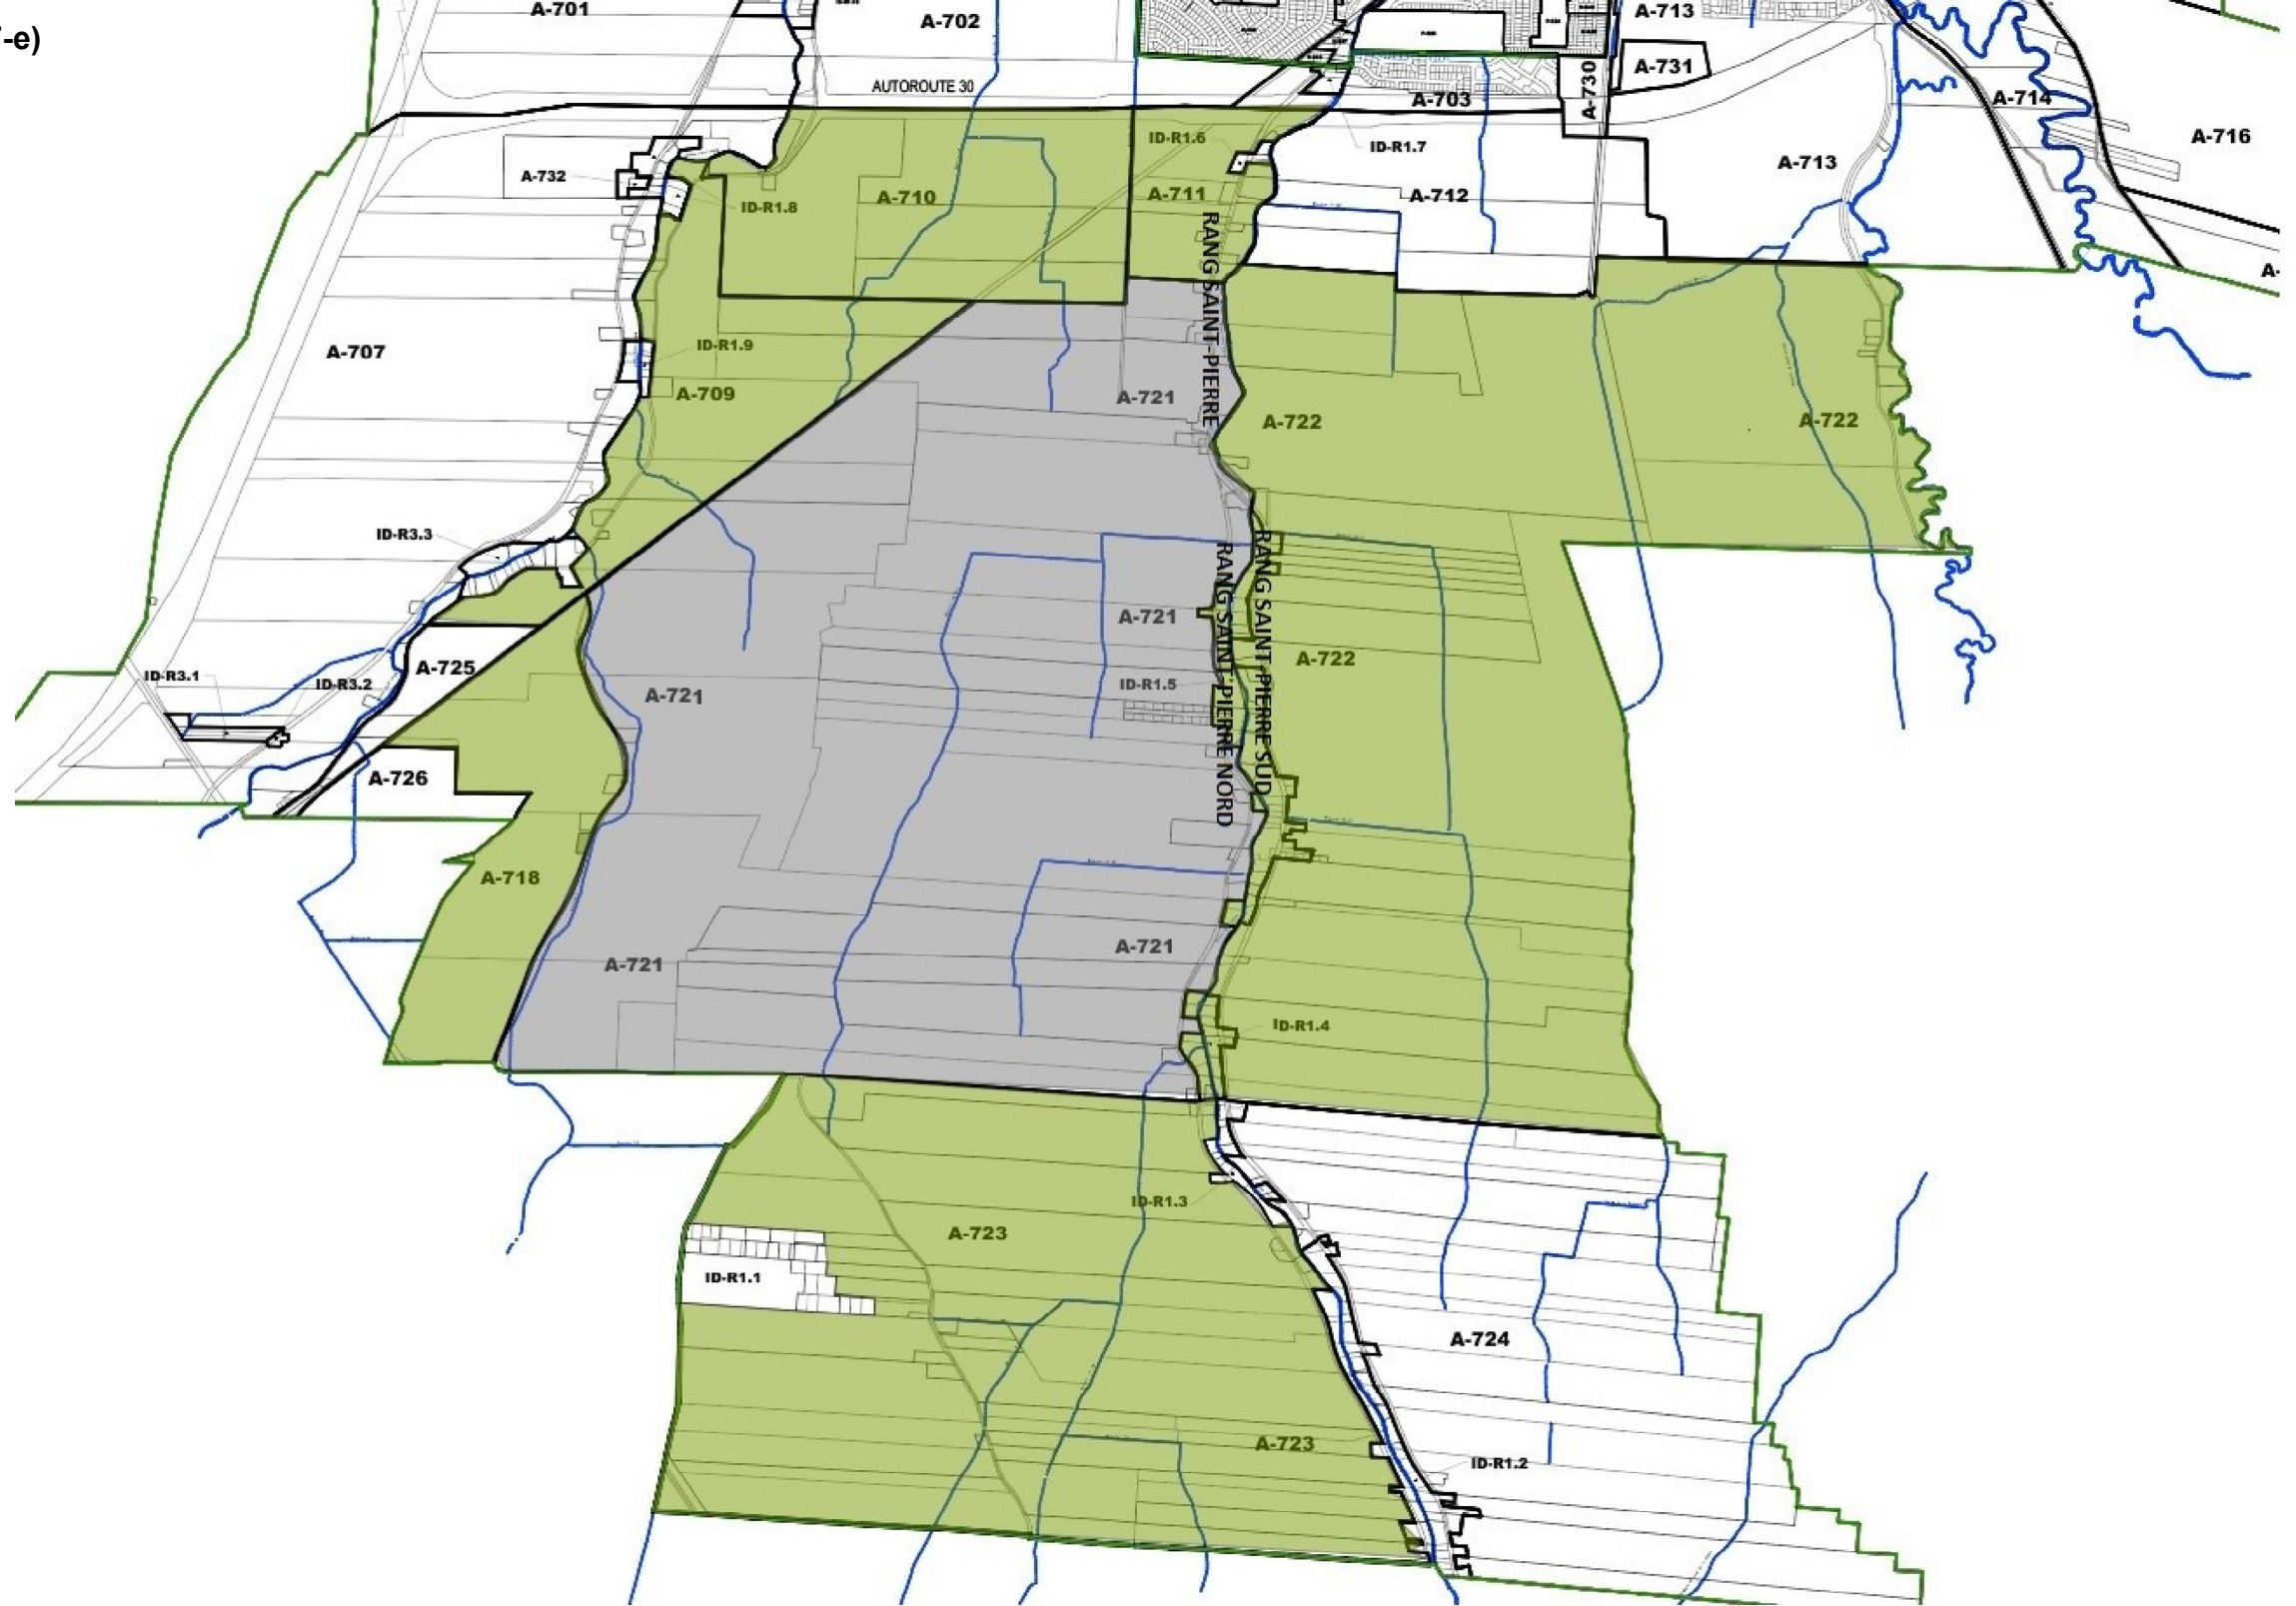 A-701
A-702
A-713
-e)
AUTOROUTE 30
A-703
A-730
A-731
A-714
A-716
ID-R1.6
ID-R1.7
A-713
A-732
ID-R1.8
A-710
A-711
A-712
RANG SAINT-PIERRE
A-
A-707
ID-R1.9
A-709
A-721
A-722
A-722
ID-R3.3
RANG SAINT-PIERRE NORD
RANG SAINT-PIERRE SUD
A-721
A-722
A-725
ID-R3.1
ID-R3.2
A-721
ID-R1.5
A-726
A-718
A-721
A-721
ID-R1.4
ID-R1.3
A-723
ID-R1.1
A-724
A-723
ID-R1.2